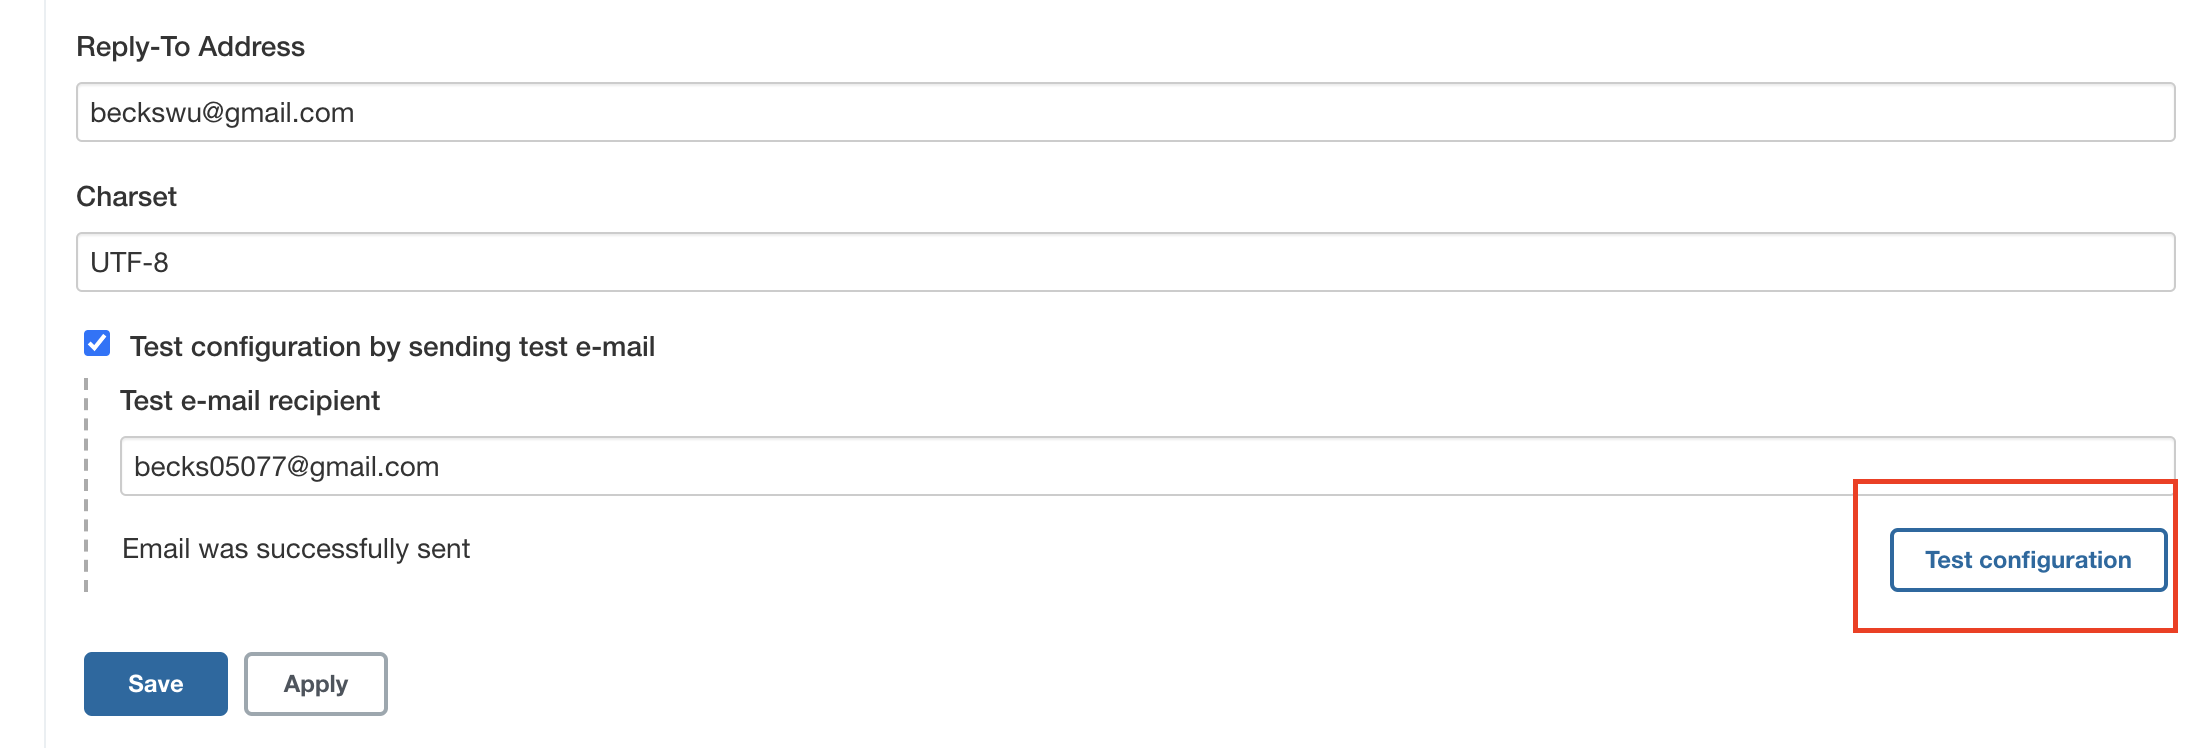 Reply-To Address
beckswu@gmail.com
Charset
UTF-8
Test configuration by sending test e-mail
Test e-mail recipient
becks05077@gmail.com
Email was successfully sent
Test configuration
Save
Apply